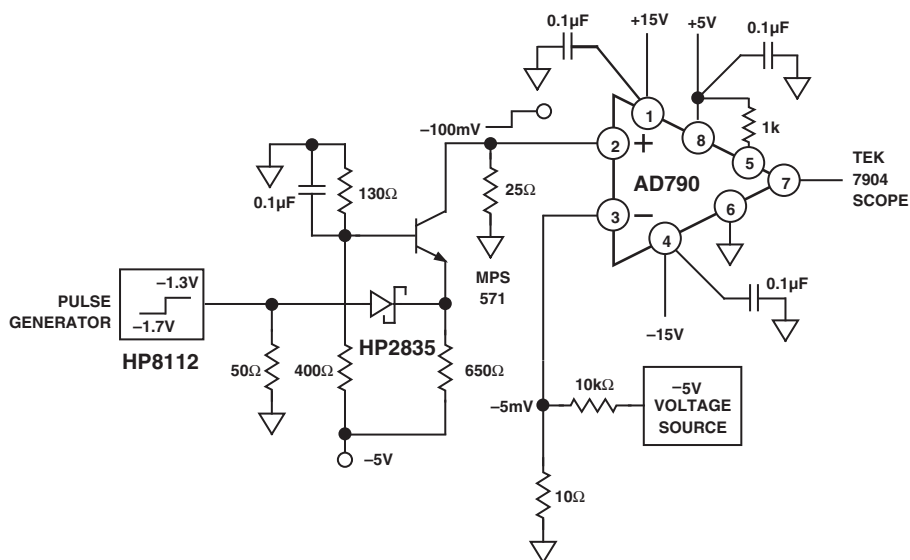 0.1µF
+15V
+5V
0.1µF
–100mV
1
8
1k
2
+
5
TEK
7904
SCOPE
0.1µF
130Ω
25Ω
AD790
7
3
–
6
4
MPS
571
0.1µF
PULSE
GENERATOR
–1.3V
–1.7V
HP8112
HP2835
–15V
50Ω
400Ω
650Ω
10kΩ
–5V
VOLTAGE
SOURCE
–5mV
–5V
10Ω